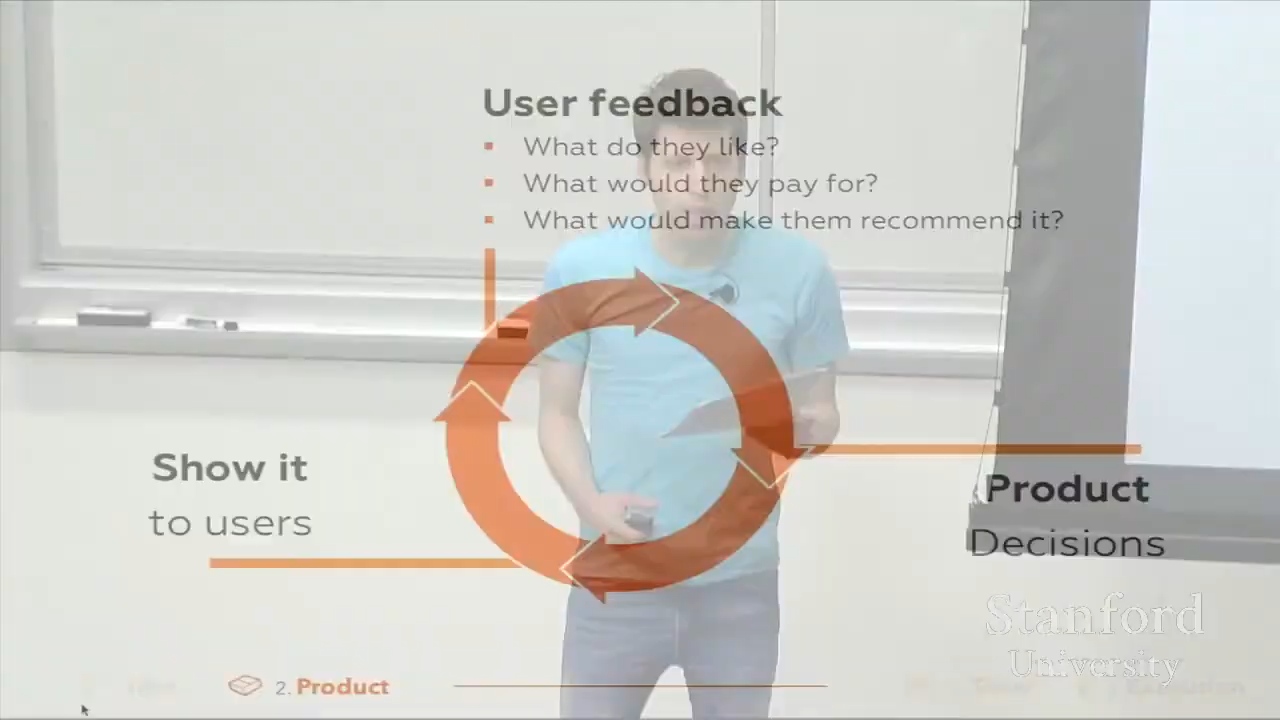 User feedback
▪ What do they like?
▪ What would they pay for?
▪ What would make them recommend it?
Show it
to users
Product
Decisions
Stanford
University
2. Product